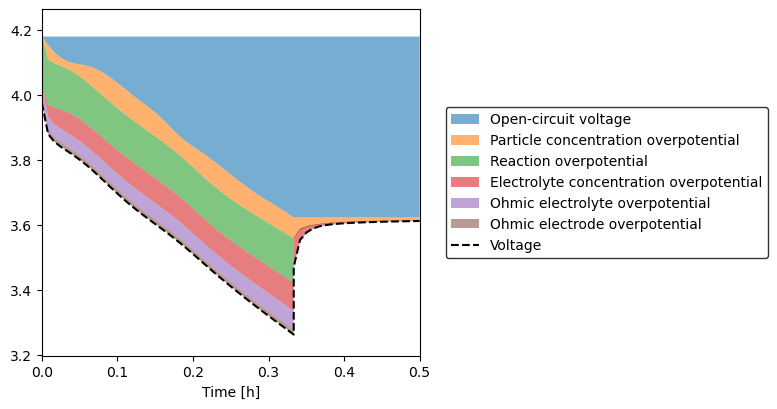 4.2
4.0
3.8
3.6
3.4
3.2
0.0 0.1 0.2 0.3 0.4 0.5
Time [h]
Open-circuit voltage
Particle concentration overpotential
Reaction overpotential
Electrolyte concentration overpotential
Ohmic electrolyte overpotential
Ohmic electrode overpotential
Voltage